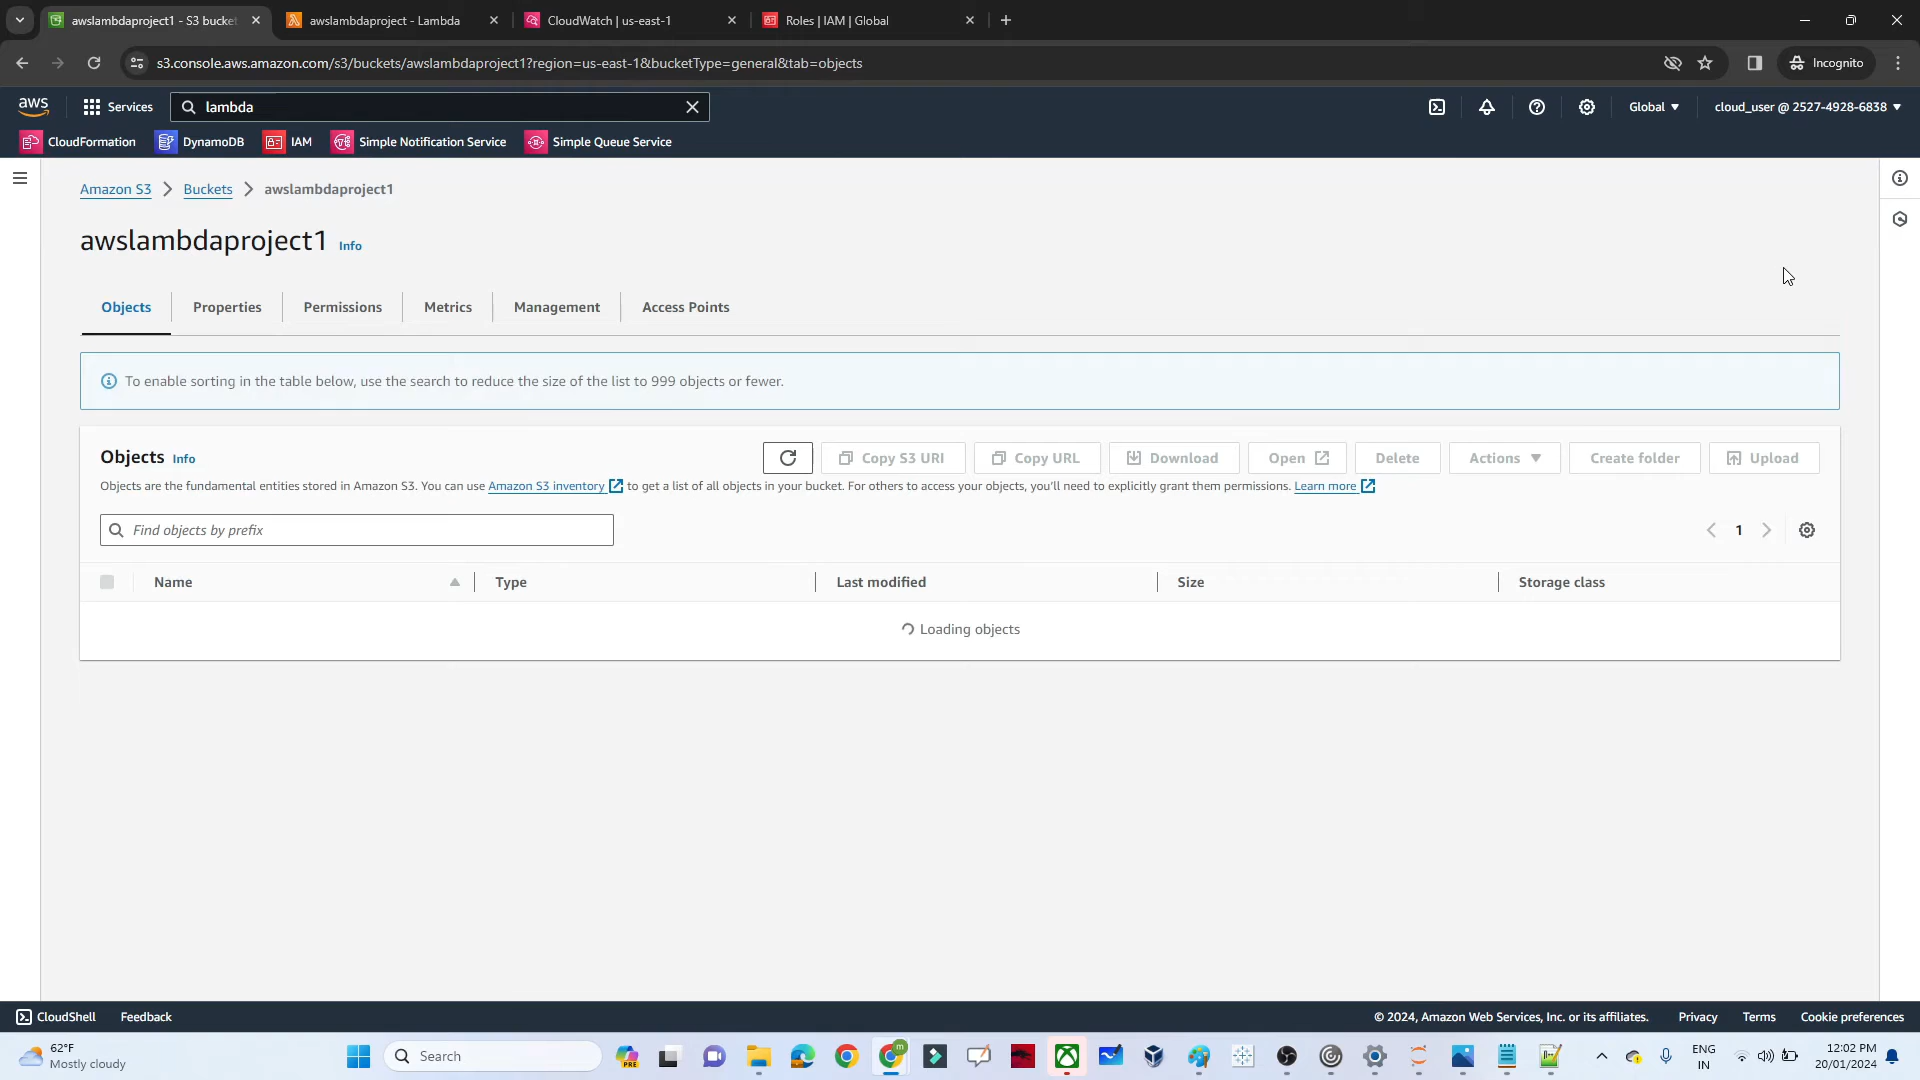 awslambdaproject1 - S3 bucket
awslambdaproject - Lambda
CloudWatch | us-east-1
Roles | IAM | Global
s3.console.aws.amazon.com/s3/buckets/awslambdaproject1?region=us-east-1&bucketType=general&tab=objects
Incognito
aws
Services
lambda
Global
cloud_user @ 2527-4928-6838
CloudFormation
DynamoDB
IAM
Simple Notification Service
Simple Queue Service
Amazon S3
Buckets
awslambdaproject1
awslambdaproject1 Info
Objects
Properties
Permissions
Metrics
Management
Access Points
To enable sorting in the table below, use the search to reduce the size of the list to 999 objects or fewer.
Objects Info
Copy S3 URI
Copy URL
Download
Open
Delete
Actions
Create folder
Upload
Objects are the fundamental entities stored in Amazon S3. You can use Amazon S3 inventory to get a list of all objects in your bucket. For others to access your objects, you'll need to explicitly grant them permissions. Learn more
Find objects by prefix
1
Name
Type
Last modified
Size
Storage class
Loading objects
CloudShell
Feedback
© 2024, Amazon Web Services, Inc. or its affiliates.
Privacy
Terms
Cookie preferences
62°F
Mostly cloudy
Search
PRE
m
ENG
IN
12:02 PM
20/01/2024